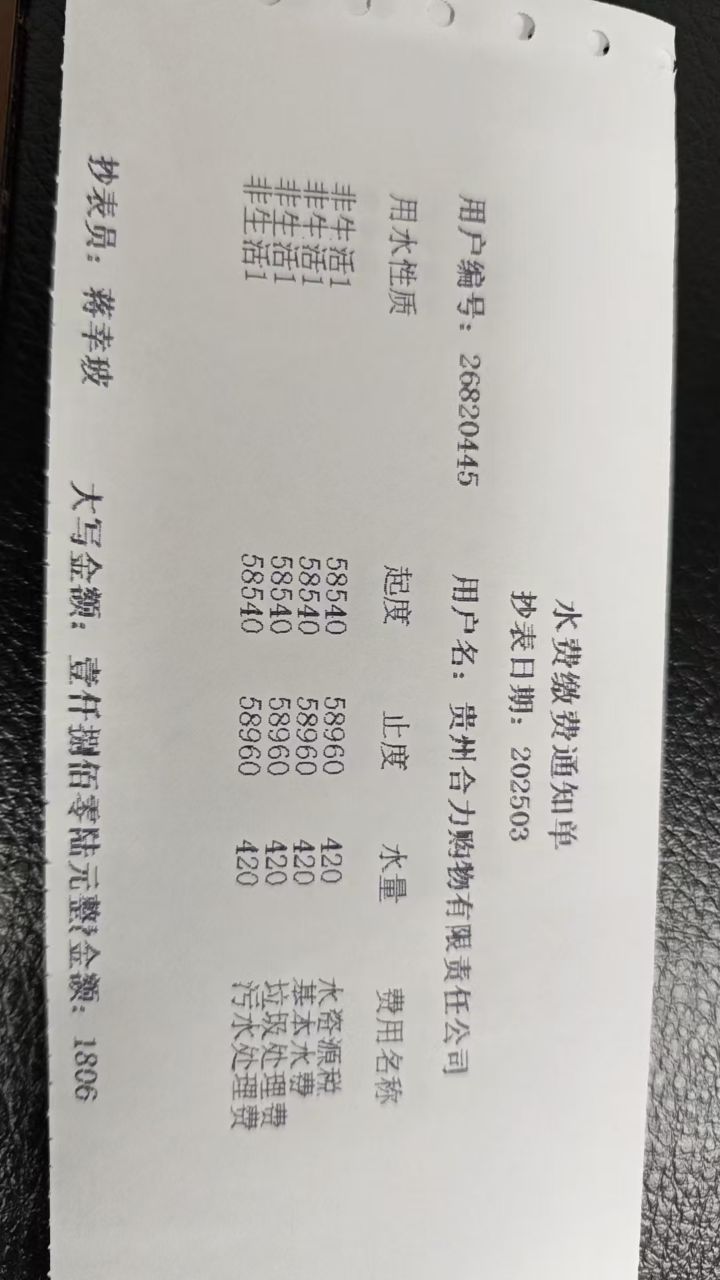 水费缴费通知单
抄表日期：202503
用户编号：26820445 用户名：贵州合力购物有限责任公司
用水性质 起度 止度 水量 费用名称
非生活1 58540 58960 420 水资源税
非生活1 58540 58960 420 基本水费
非生活1 58540 58960 420 垃圾处理费
非生活1 58540 58960 420 污水处理费
抄表员：蒋幸玻 大写金额：壹仟捌佰零陆元整 金额：1806